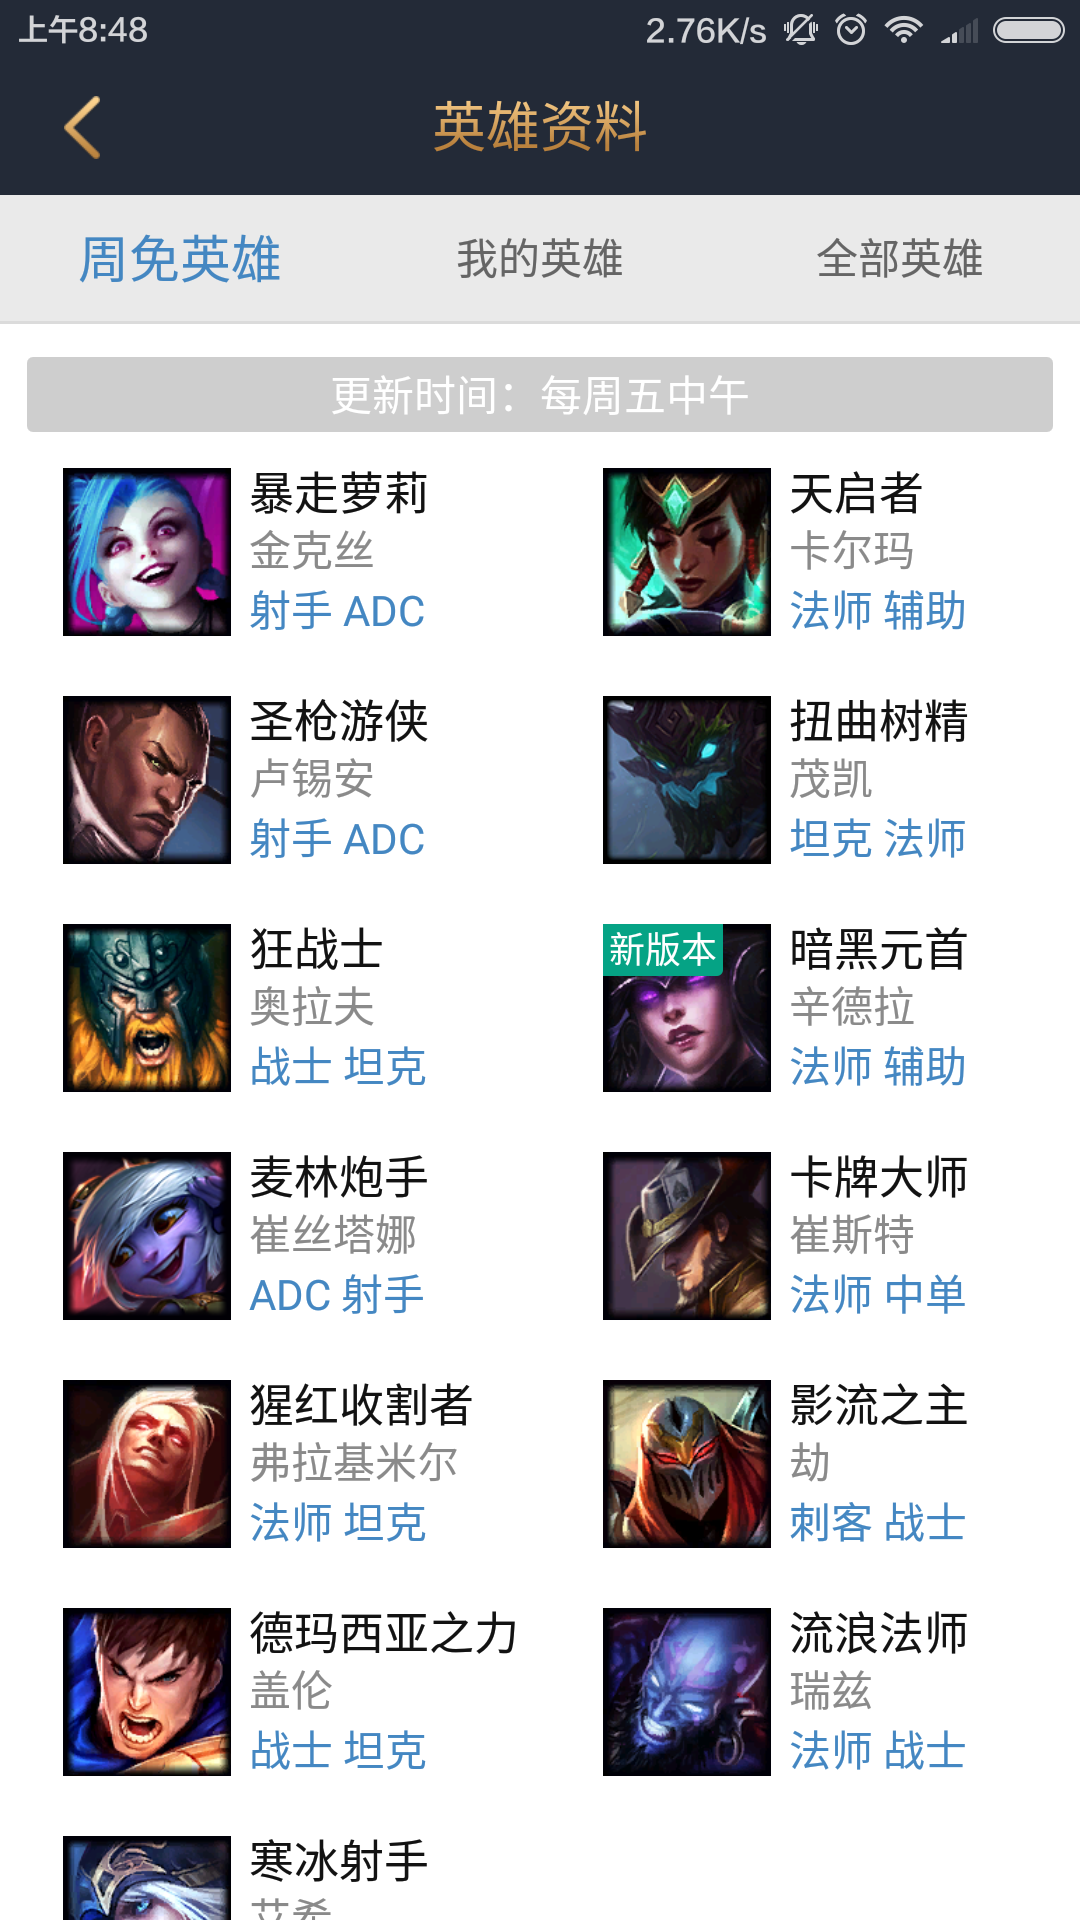 上午8:48
2.76K/s
英雄资料
周免英雄 我的英雄 全部英雄
更新时间：每周五中午
暴走萝莉
金克丝
射手 ADC
天启者
卡尔玛
法师 辅助
圣枪游侠
卢锡安
射手 ADC
扭曲树精
茂凯
坦克 法师
狂战士
奥拉夫
战士 坦克
新版本
暗黑元首
辛德拉
法师 辅助
麦林炮手
崔丝塔娜
ADC 射手
卡牌大师
崔斯特
法师 中单
猩红收割者
弗拉基米尔
法师 坦克
影流之主
劫
刺客 战士
德玛西亚之力
盖伦
战士 坦克
流浪法师
瑞兹
法师 战士
寒冰射手
艾希